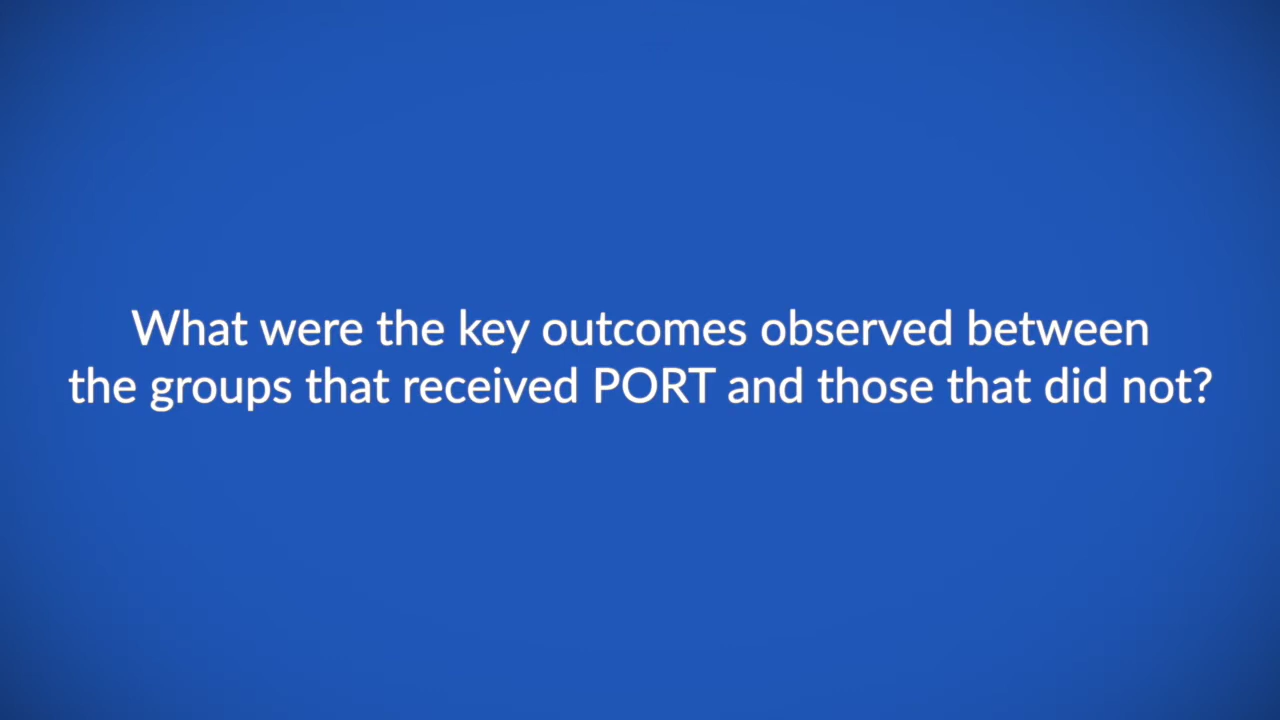 What were the key outcomes observed between
the groups that received PORT and those that did not?